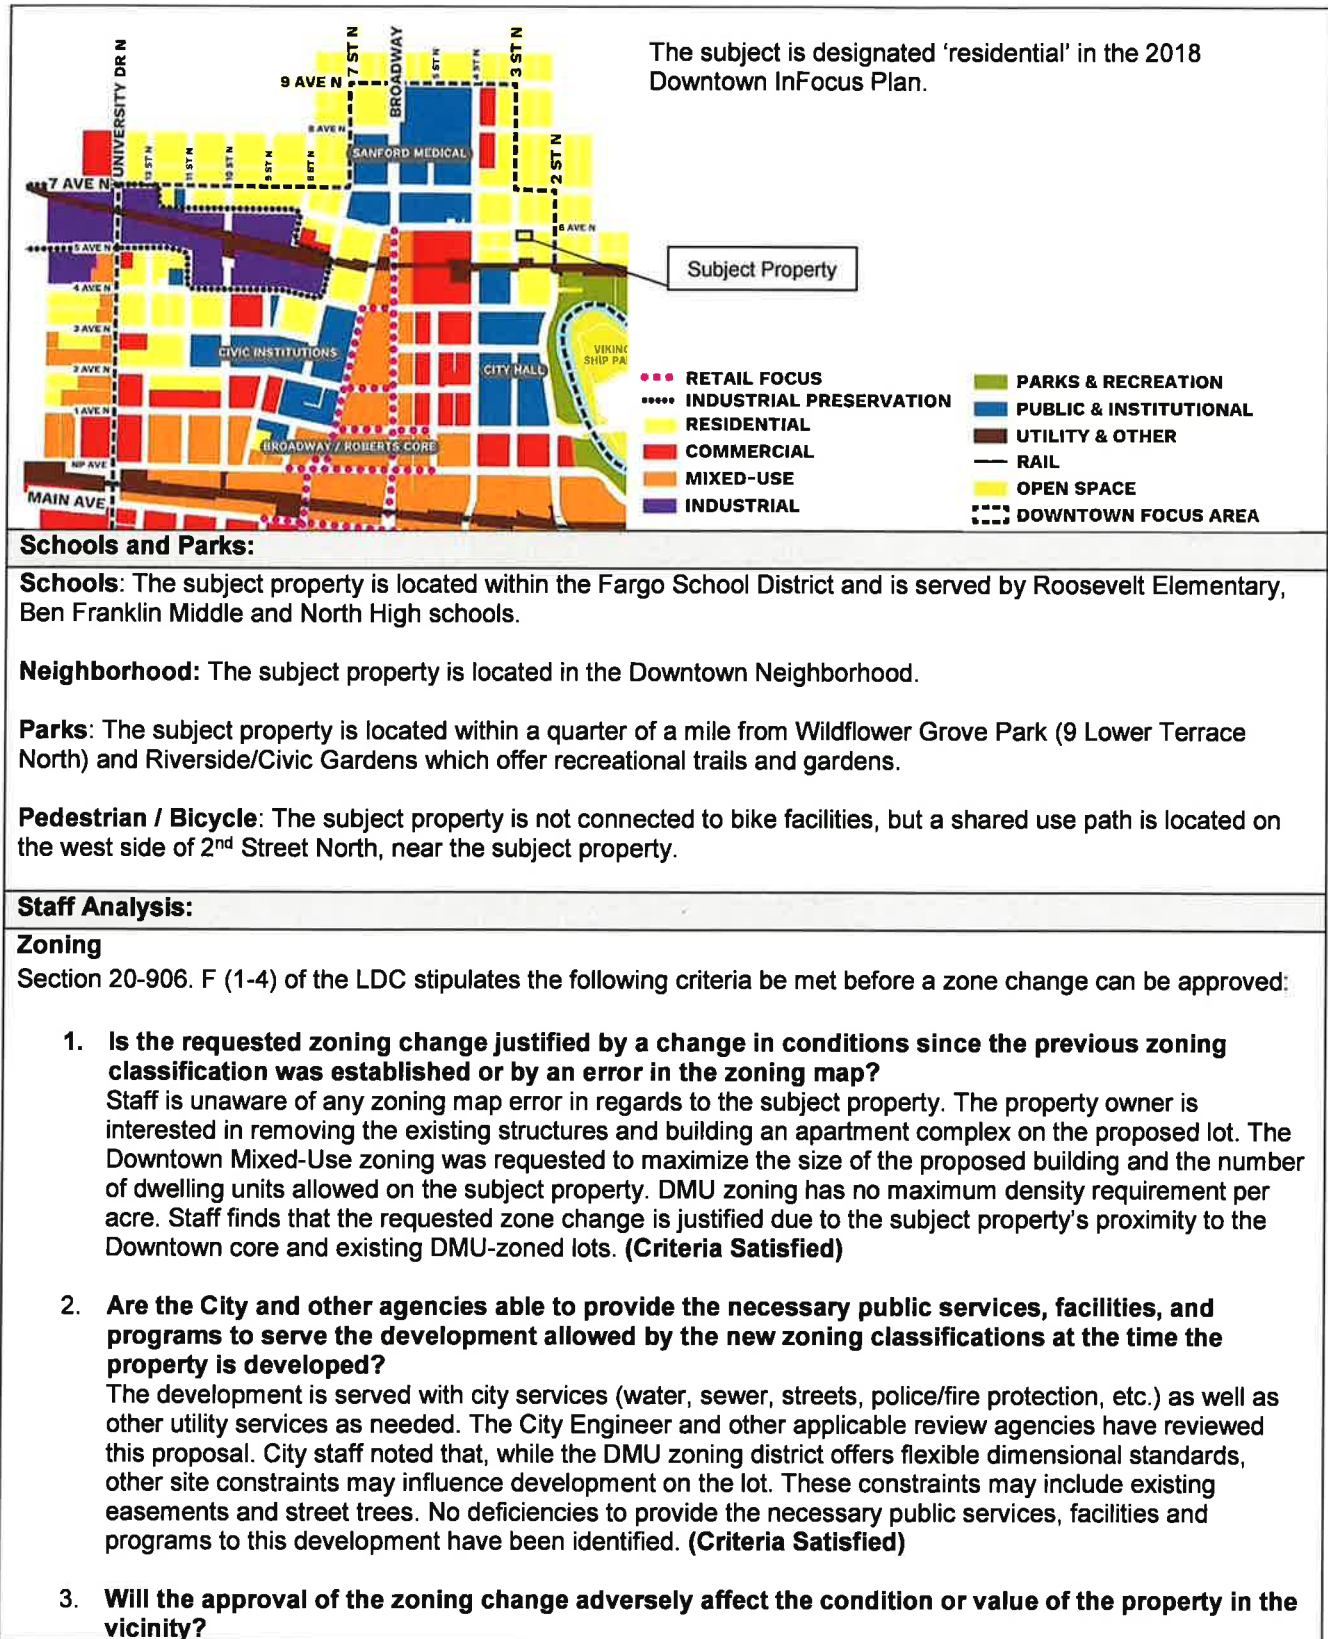 The subject is designated 'residential' in the 2018
Downtown InFocus Plan.
UNIVERSITY DR N
7 ST N
BROADWAY
5 ST N
4 ST N
3 ST N
9 AVE N
8 AVE N
SANFORD MEDICAL
2 ST N
13 ST N
11 ST N
10 ST N
9 ST N
8 ST N
7 AVE N
6 AVE N
5 AVE N
Subject Property
4 AVE N
3 AVE N
CIVIC INSTITUTIONS
VIKING
SHIP PA
2 AVE N
CITY HALL
1 AVE N
BROADWAY / ROBERTS CORE
NP AVE
MAIN AVE
RETAIL FOCUS
INDUSTRIAL PRESERVATION
RESIDENTIAL
COMMERCIAL
MIXED-USE
INDUSTRIAL
PARKS & RECREATION
PUBLIC & INSTITUTIONAL
UTILITY & OTHER
RAIL
OPEN SPACE
DOWNTOWN FOCUS AREA
Schools and Parks:
Schools: The subject property is located within the Fargo School District and is served by Roosevelt Elementary,
Ben Franklin Middle and North High schools.
Neighborhood: The subject property is located in the Downtown Neighborhood.
Parks: The subject property is located within a quarter of a mile from Wildflower Grove Park (9 Lower Terrace
North) and Riverside/Civic Gardens which offer recreational trails and gardens.
Pedestrian / Bicycle: The subject property is not connected to bike facilities, but a shared use path is located on
the west side of 2nd Street North, near the subject property.
Staff Analysis:
Zoning
Section 20-906. F (1-4) of the LDC stipulates the following criteria be met before a zone change can be approved:
1. Is the requested zoning change justified by a change in conditions since the previous zoning
classification was established or by an error in the zoning map?
Staff is unaware of any zoning map error in regards to the subject property. The property owner is
interested in removing the existing structures and building an apartment complex on the proposed lot. The
Downtown Mixed-Use zoning was requested to maximize the size of the proposed building and the number
of dwelling units allowed on the subject property. DMU zoning has no maximum density requirement per
acre. Staff finds that the requested zone change is justified due to the subject property's proximity to the
Downtown core and existing DMU-zoned lots. (Criteria Satisfied)
2. Are the City and other agencies able to provide the necessary public services, facilities, and
programs to serve the development allowed by the new zoning classifications at the time the
property is developed?
The development is served with city services (water, sewer, streets, police/fire protection, etc.) as well as
other utility services as needed. The City Engineer and other applicable review agencies have reviewed
this proposal. City staff noted that, while the DMU zoning district offers flexible dimensional standards,
other site constraints may influence development on the lot. These constraints may include existing
easements and street trees. No deficiencies to provide the necessary public services, facilities and
programs to this development have been identified. (Criteria Satisfied)
3. Will the approval of the zoning change adversely affect the condition or value of the property in the
vicinity?